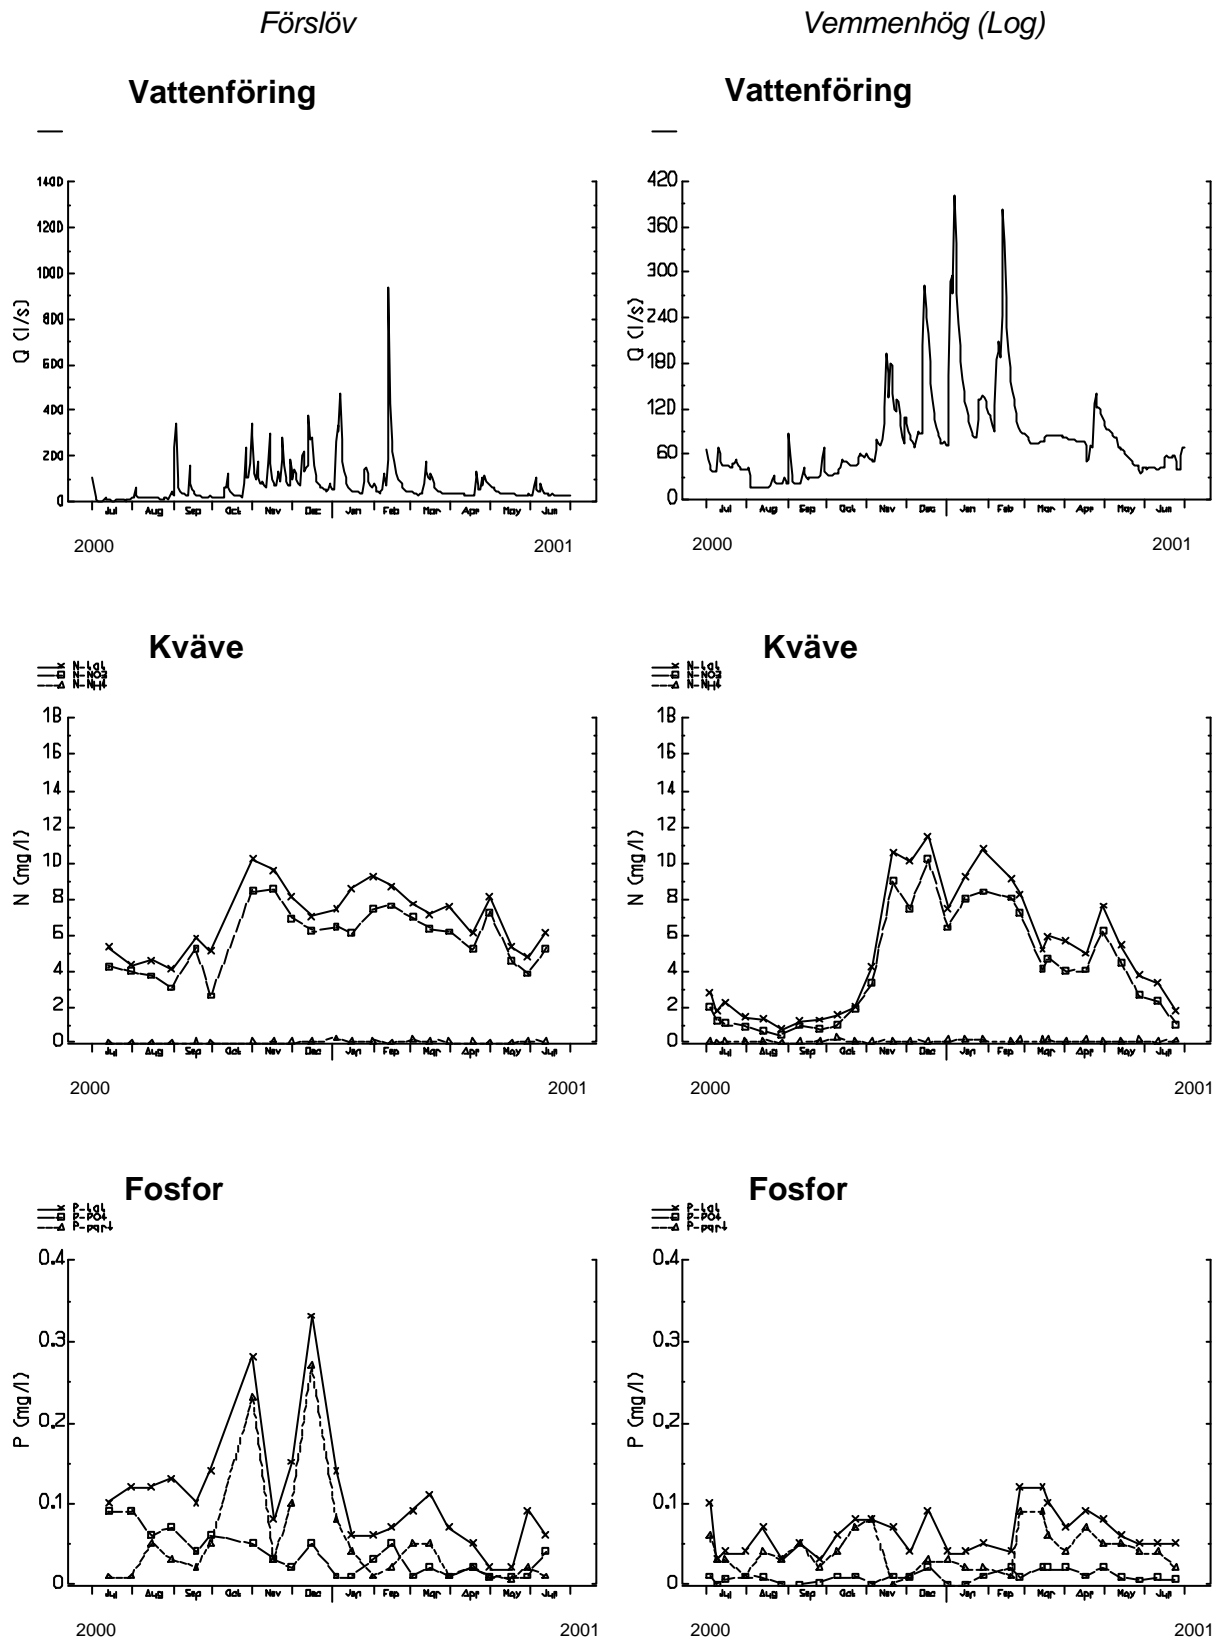 Förslöv
Vemmenhög (Log)
Vattenföring
Vattenföring
Q (l/s)
1400
1200
1000
800
600
400
200
0
Jul Aug Sep Oct Nov Dec Jan Feb Mar Apr May Jun
2000 2001
Q (l/s)
420
360
300
240
180
120
60
0
Jul Aug Sep Oct Nov Dec Jan Feb Mar Apr May Jun
2000 2001
Kväve
N-tot
N-NO3
N (mg/l)
18
16
14
12
10
8
6
4
2
0
Jul Aug Sep Oct Nov Dec Jan Feb Mar Apr May Jun
2000 2001
Kväve
N-tot
N-NO3
N (mg/l)
18
16
14
12
10
8
6
4
2
0
Jul Aug Sep Oct Nov Dec Jan Feb Mar Apr May Jun
2000 2001
Fosfor
P-tot
P-PO4
P-part
P (mg/l)
0.4
0.3
0.2
0.1
0
Jul Aug Sep Oct Nov Dec Jan Feb Mar Apr May Jun
2000 2001
Fosfor
P-tot
P-PO4
P-part
P (mg/l)
0.4
0.3
0.2
0.1
0
Jul Aug Sep Oct Nov Dec Jan Feb Mar Apr May Jun
2000 2001